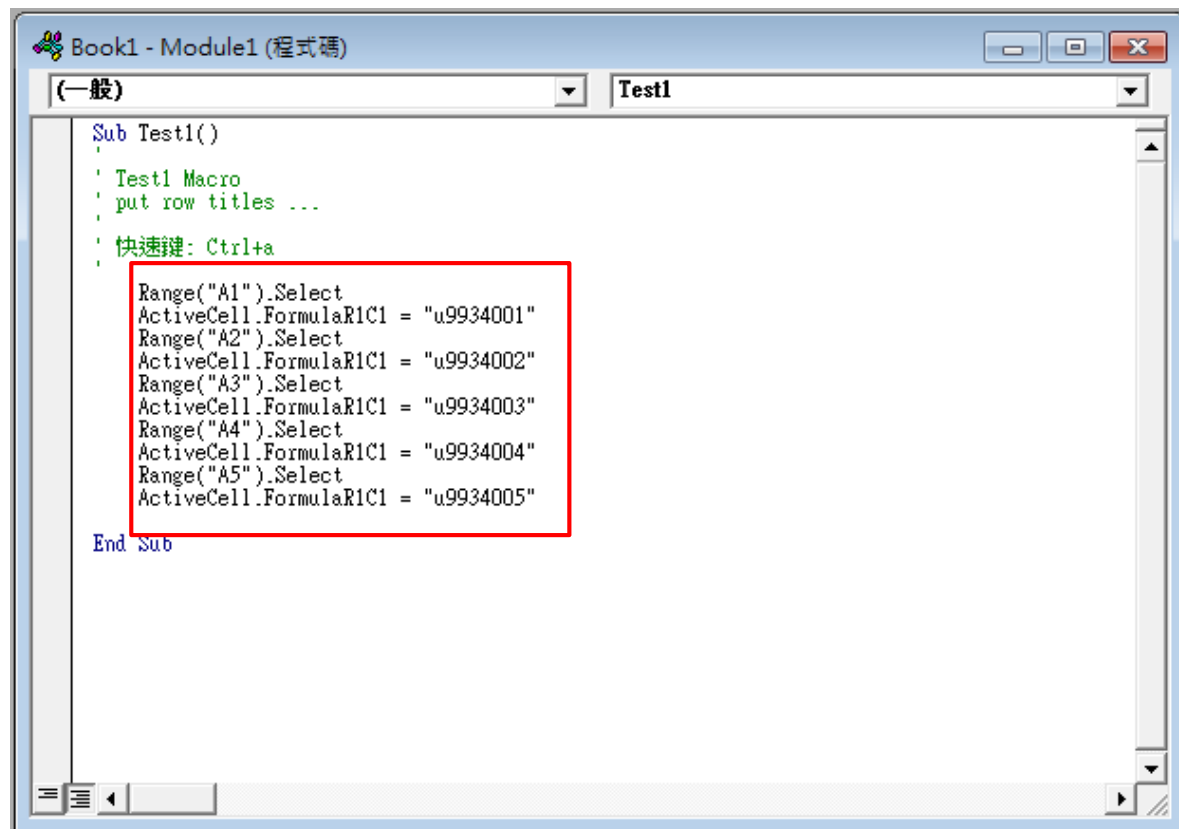 Book1 - Module1 (程式碼)
(一般) Test1
Sub Test1()
'
' Test1 Macro
' put row titles ...
'
' 快速鍵: Ctrl+a
'
Range("A1").Select
ActiveCell.FormulaR1C1 = "u9934001"
Range("A2").Select
ActiveCell.FormulaR1C1 = "u9934002"
Range("A3").Select
ActiveCell.FormulaR1C1 = "u9934003"
Range("A4").Select
ActiveCell.FormulaR1C1 = "u9934004"
Range("A5").Select
ActiveCell.FormulaR1C1 = "u9934005"
End Sub